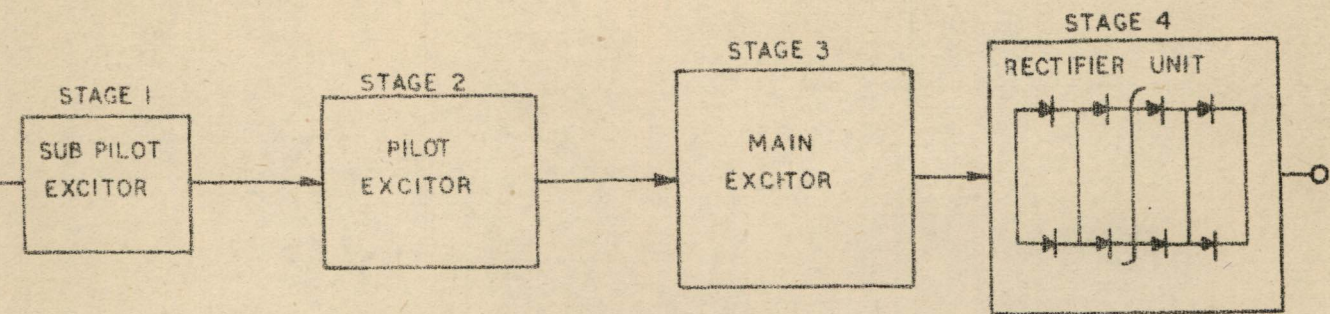 STAGE 1
SUB PILOT
EXCITOR
STAGE 2
PILOT
EXCITOR
STAGE 3
MAIN
EXCITOR
STAGE 4
RECTIFIER UNIT